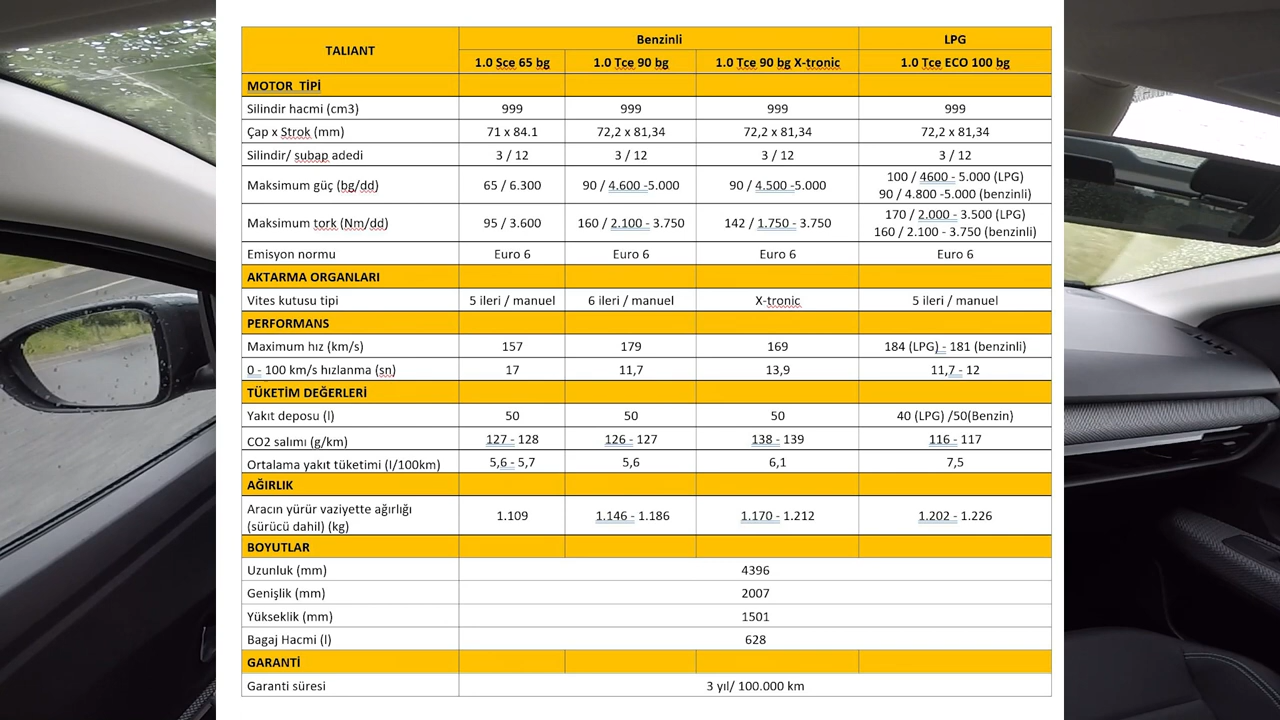 TALIANT Benzinli LPG
1.0 Sce 65 bg 1.0 Tce 90 bg 1.0 Tce 90 bg X-tronic 1.0 Tce ECO 100 bg
MOTOR TİPİ
Silindir hacmi (cm3) 999 999 999 999
Çap x Strok (mm) 71 x 84.1 72,2 x 81,34 72,2 x 81,34 72,2 x 81,34
Silindir/ subap adedi 3 / 12 3 / 12 3 / 12 3 / 12
Maksimum güç (bg/dd) 65 / 6.300 90 / 4.600 -5.000 90 / 4.500 -5.000 100 / 4600 - 5.000 (LPG)
90 / 4.800 -5.000 (benzinli)
Maksimum tork (Nm/dd) 95 / 3.600 160 / 2.100 - 3.750 142 / 1.750 - 3.750 170 / 2.000 - 3.500 (LPG)
160 / 2.100 - 3.750 (benzinli)
Emisyon normu Euro 6 Euro 6 Euro 6 Euro 6
AKTARMA ORGANLARI
Vites kutusu tipi 5 ileri / manuel 6 ileri / manuel X-tronic 5 ileri / manuel
PERFORMANS
Maximum hız (km/s) 157 179 169 184 (LPG) - 181 (benzinli)
0 - 100 km/s hızlanma (sn) 17 11,7 13,9 11,7 - 12
TÜKETİM DEĞERLERİ
Yakıt deposu (l) 50 50 50 40 (LPG) /50(Benzin)
CO2 salımı (g/km) 127 - 128 126 - 127 138 - 139 116 - 117
Ortalama yakıt tüketimi (l/100km) 5,6 - 5,7 5,6 6,1 7,5
AĞIRLIK
Aracın yürür vaziyette ağırlığı
(sürücü dahil) (kg) 1.109 1.146 - 1.186 1.170 - 1.212 1.202 - 1.226
BOYUTLAR
Uzunluk (mm) 4396
Genişlik (mm) 2007
Yükseklik (mm) 1501
Bagaj Hacmi (l) 628
GARANTİ
Garanti süresi 3 yıl/ 100.000 km